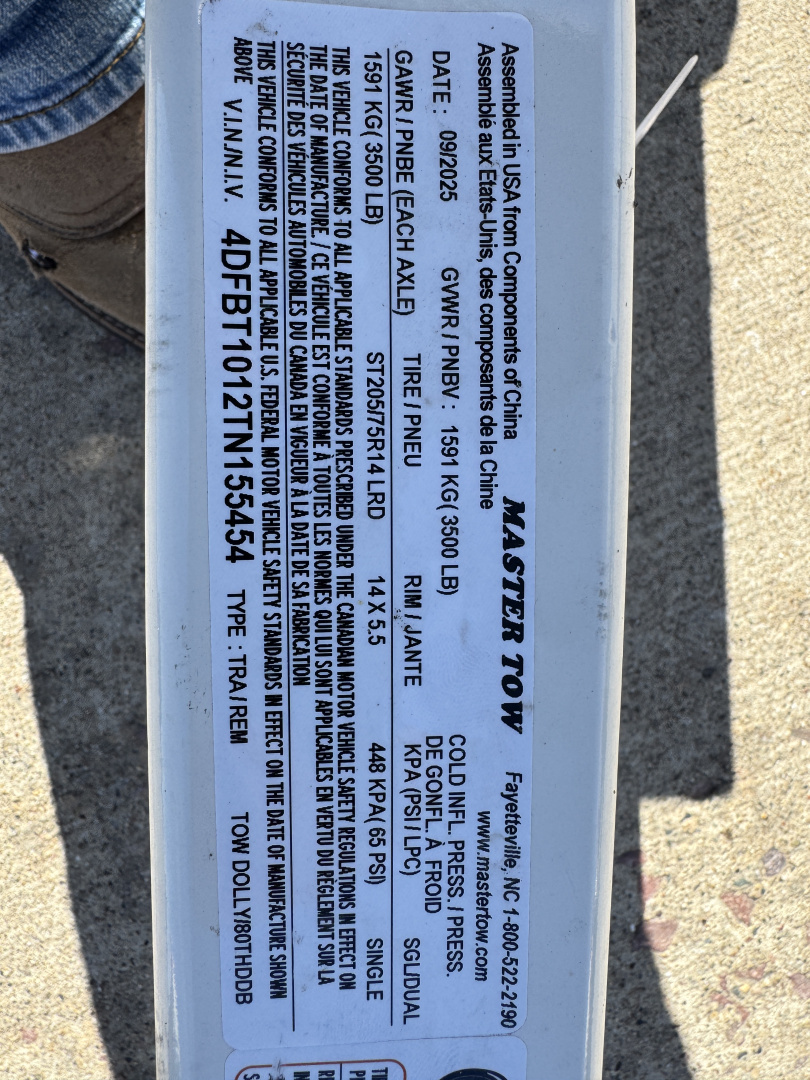 Assembled in USA from Components of China
Assemblé aux Etats-Unis, des composants de la Chine
MASTER TOW
Fayetteville, NC 1-800-522-2190
www.mastertow.com
DATE : 09/2025 GVWR / PNBV : 1591 KG( 3500 LB)
COLD INFL. PRESS. / PRESS.
DE GONFL. À FROID
GAWR / PNBE (EACH AXLE) TIRE / PNEU RIM / JANTE KPA (PSI / LPC) SGL/DUAL
1591 KG( 3500 LB) ST205/75R14 LRD 14 X 5.5 448 KPA( 65 PSI) SINGLE
THIS VEHICLE CONFORMS TO ALL APPLICABLE STANDARDS PRESCRIBED UNDER THE CANADIAN MOTOR VEHICLE SAFETY REGULATIONS IN EFFECT ON
THE DATE OF MANUFACTURE. / CE VÉHICULE EST CONFORME À TOUTES LES NORMES QUI LUI SONT APPLICABLES EN VERTU DU RÈGLEMENT SUR LA
SÉCURITÉ DES VÉHICULES AUTOMOBILES DU CANADA EN VIGUEUR À LA DATE DE SA FABRICATION
THIS VEHICLE CONFORMS TO ALL APPLICABLE U.S. FEDERAL MOTOR VEHICLE SAFETY STANDARDS IN EFFECT ON THE DATE OF MANUFACTURE SHOWN
ABOVE V.I.N./N.I.V. 4DFBT1012TN155454 TYPE : TRA / REM TOW DOLLY/80THDDB